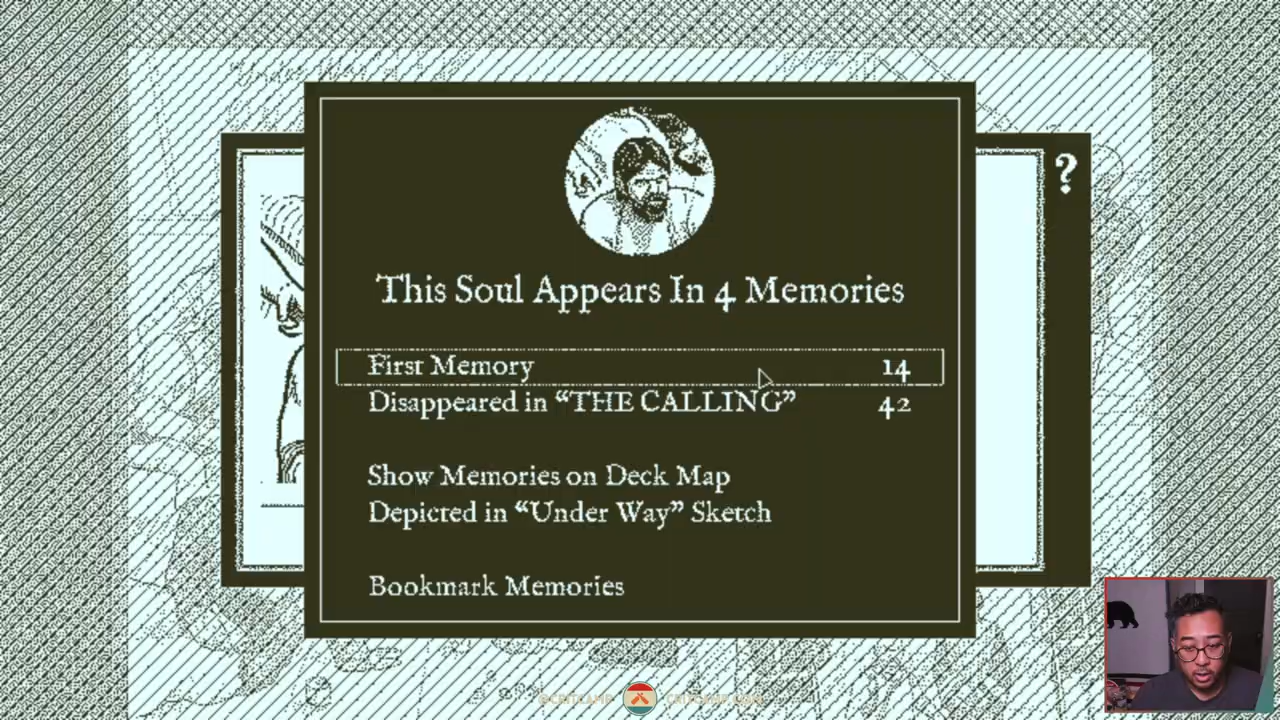 ?
This Soul Appears In 4 Memories
First Memory 14
Disappeared in “THE CALLING” 42
Show Memories on Deck Map
Depicted in “Under Way” Sketch
Bookmark Memories